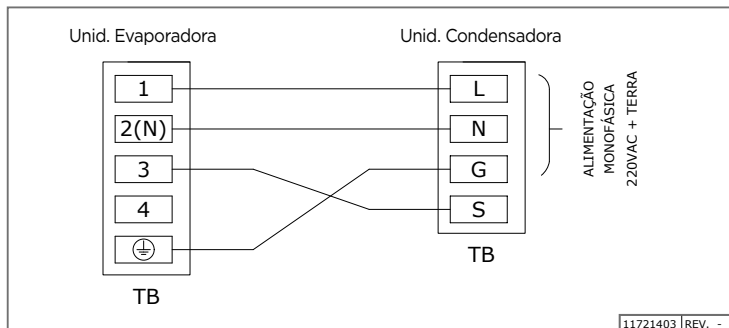 Unid. Evaporadora
Unid. Condensadora
1
2(N)
3
4
TB
L
N
G
S
TB
ALIMENTAÇÃO
MONOFÁSICA
220VAC + TERRA
11721403 REV. -